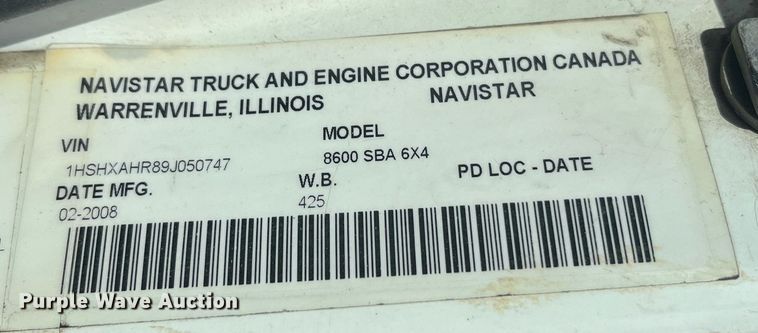 NAVISTAR TRUCK AND ENGINE CORPORATION CANADA
WARRENVILLE, ILLINOIS NAVISTAR
VIN MODEL
1HSHXAHR89J050747 8600 SBA 6X4
DATE MFG. W.B. PD LOC - DATE
02-2008 425
Purple Wave Auction